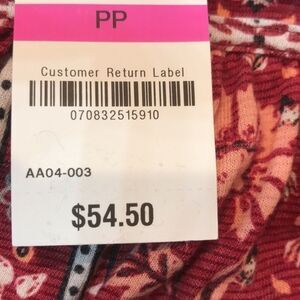 PP
Customer Return Label
070832515910
AA04-003
$54.50